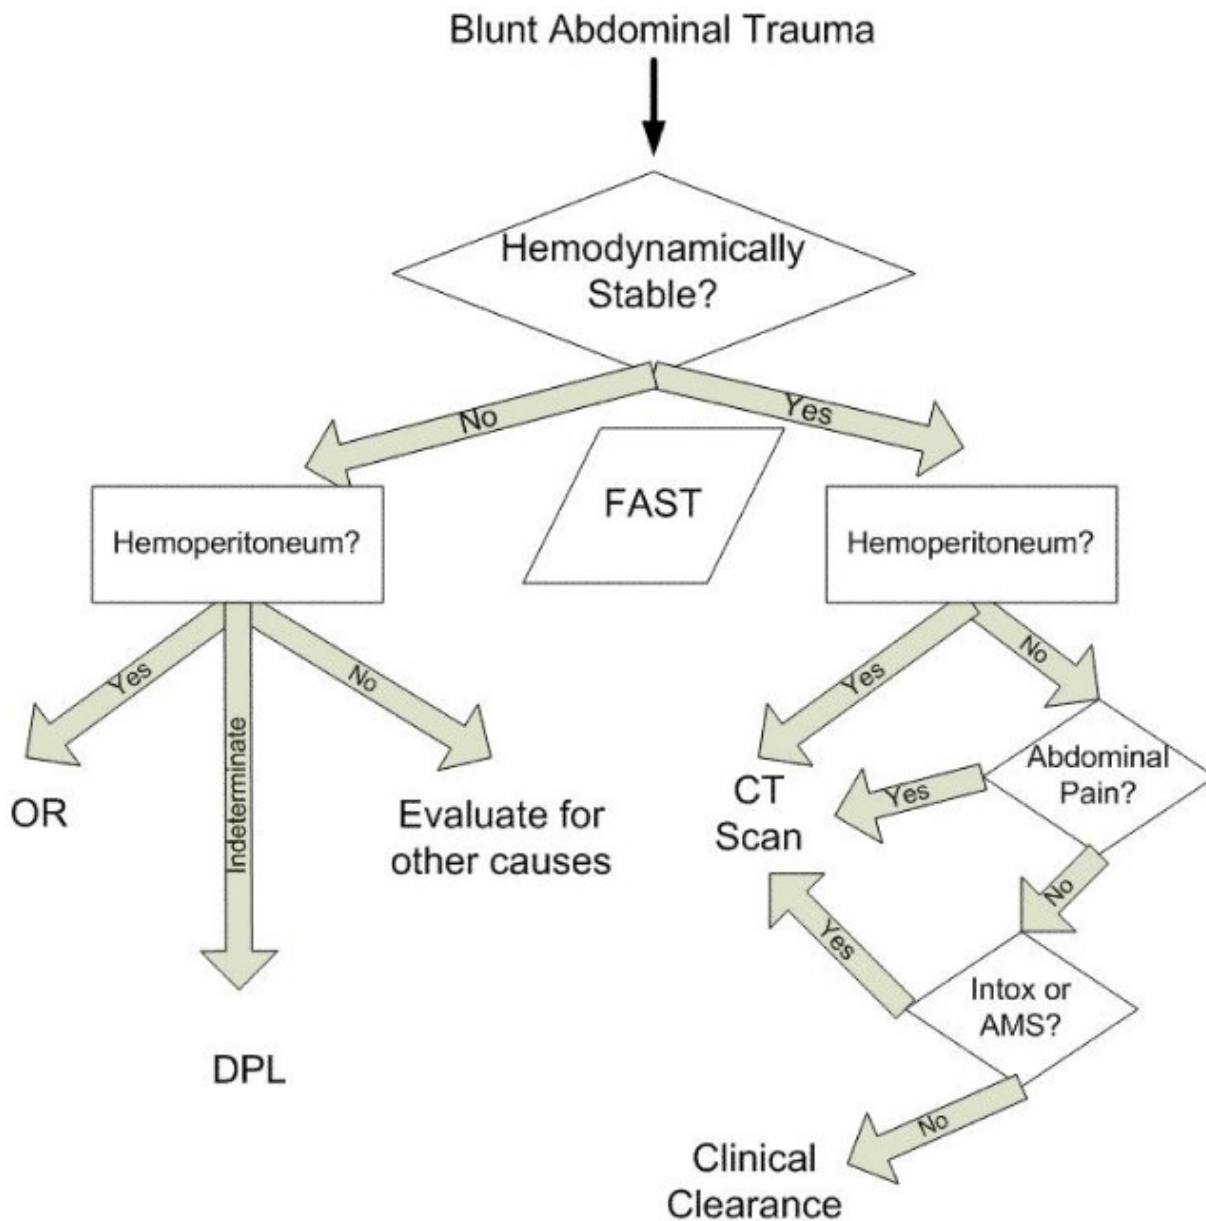 Blunt Abdominal Trauma
Hemodynamically
Stable?
No
Yes
FAST
Hemoperitoneum?
Hemoperitoneum?
Yes
Indeterminate
No
Yes
No
OR
Evaluate for
other causes
CT
Scan
Abdominal
Pain?
Yes
No
Yes
Intox or
AMS?
DPL
No
Clinical
Clearance